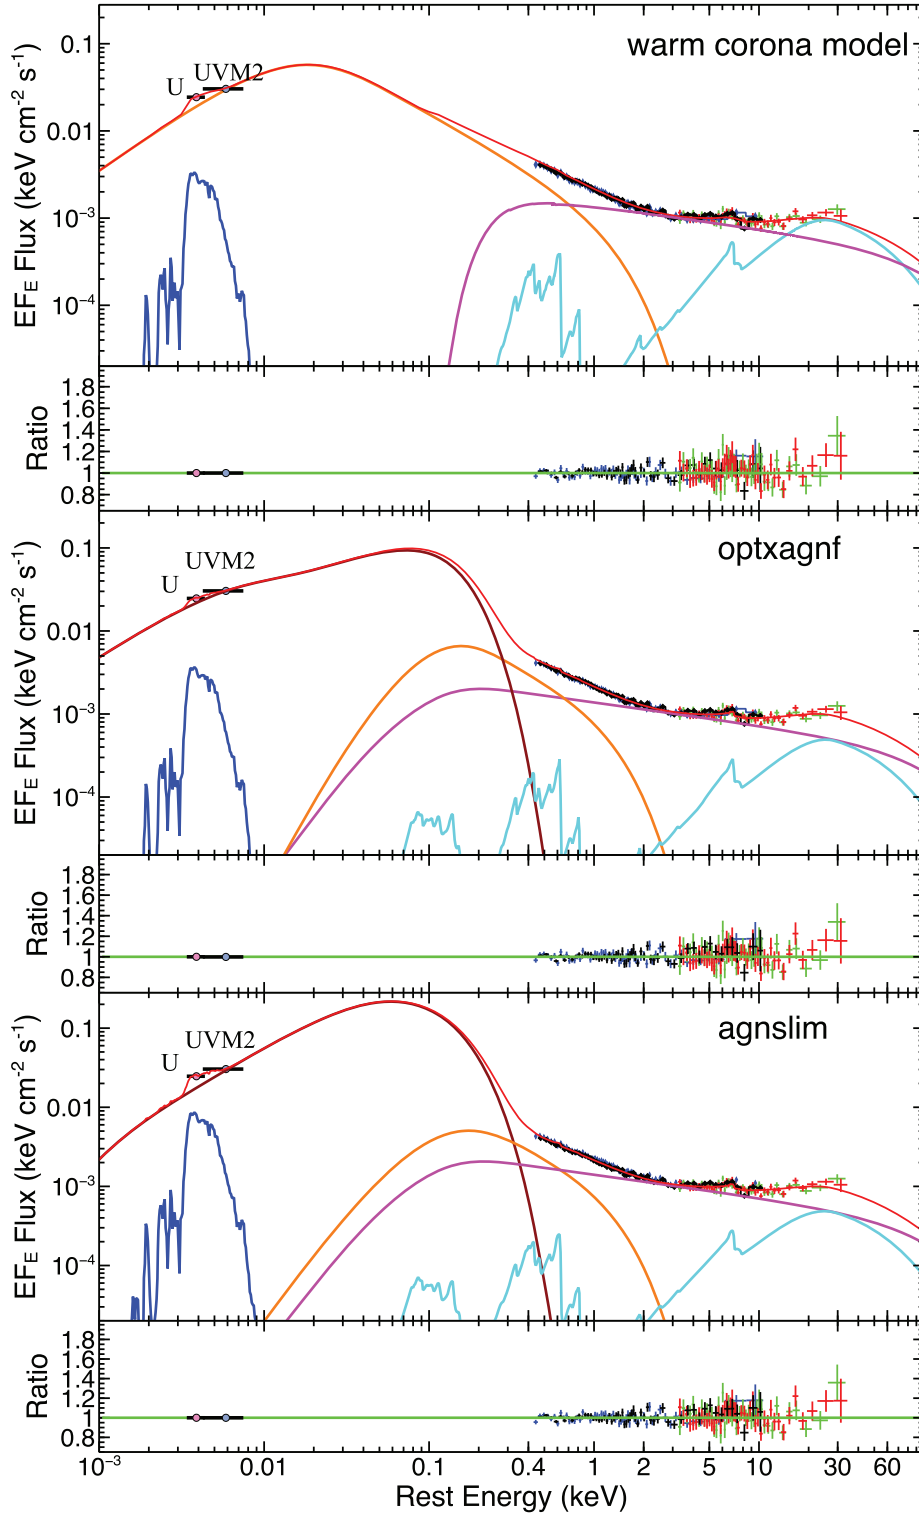 warm corona model
EF_E Flux (keV cm⁻² s⁻¹)
0.1
0.01
10⁻³
10⁻⁴
U
UVM2
Ratio
1.8
1.6
1.4
1.2
1
0.8
optxagnf
EF_E Flux (keV cm⁻² s⁻¹)
0.1
0.01
10⁻³
10⁻⁴
U
UVM2
Ratio
1.8
1.6
1.4
1.2
1
0.8
agnslim
EF_E Flux (keV cm⁻² s⁻¹)
0.1
0.01
10⁻³
10⁻⁴
U
UVM2
Ratio
1.8
1.6
1.4
1.2
1
0.8
10⁻³ 0.01 0.1 0.4 1 2 5 10 30 60
Rest Energy (keV)